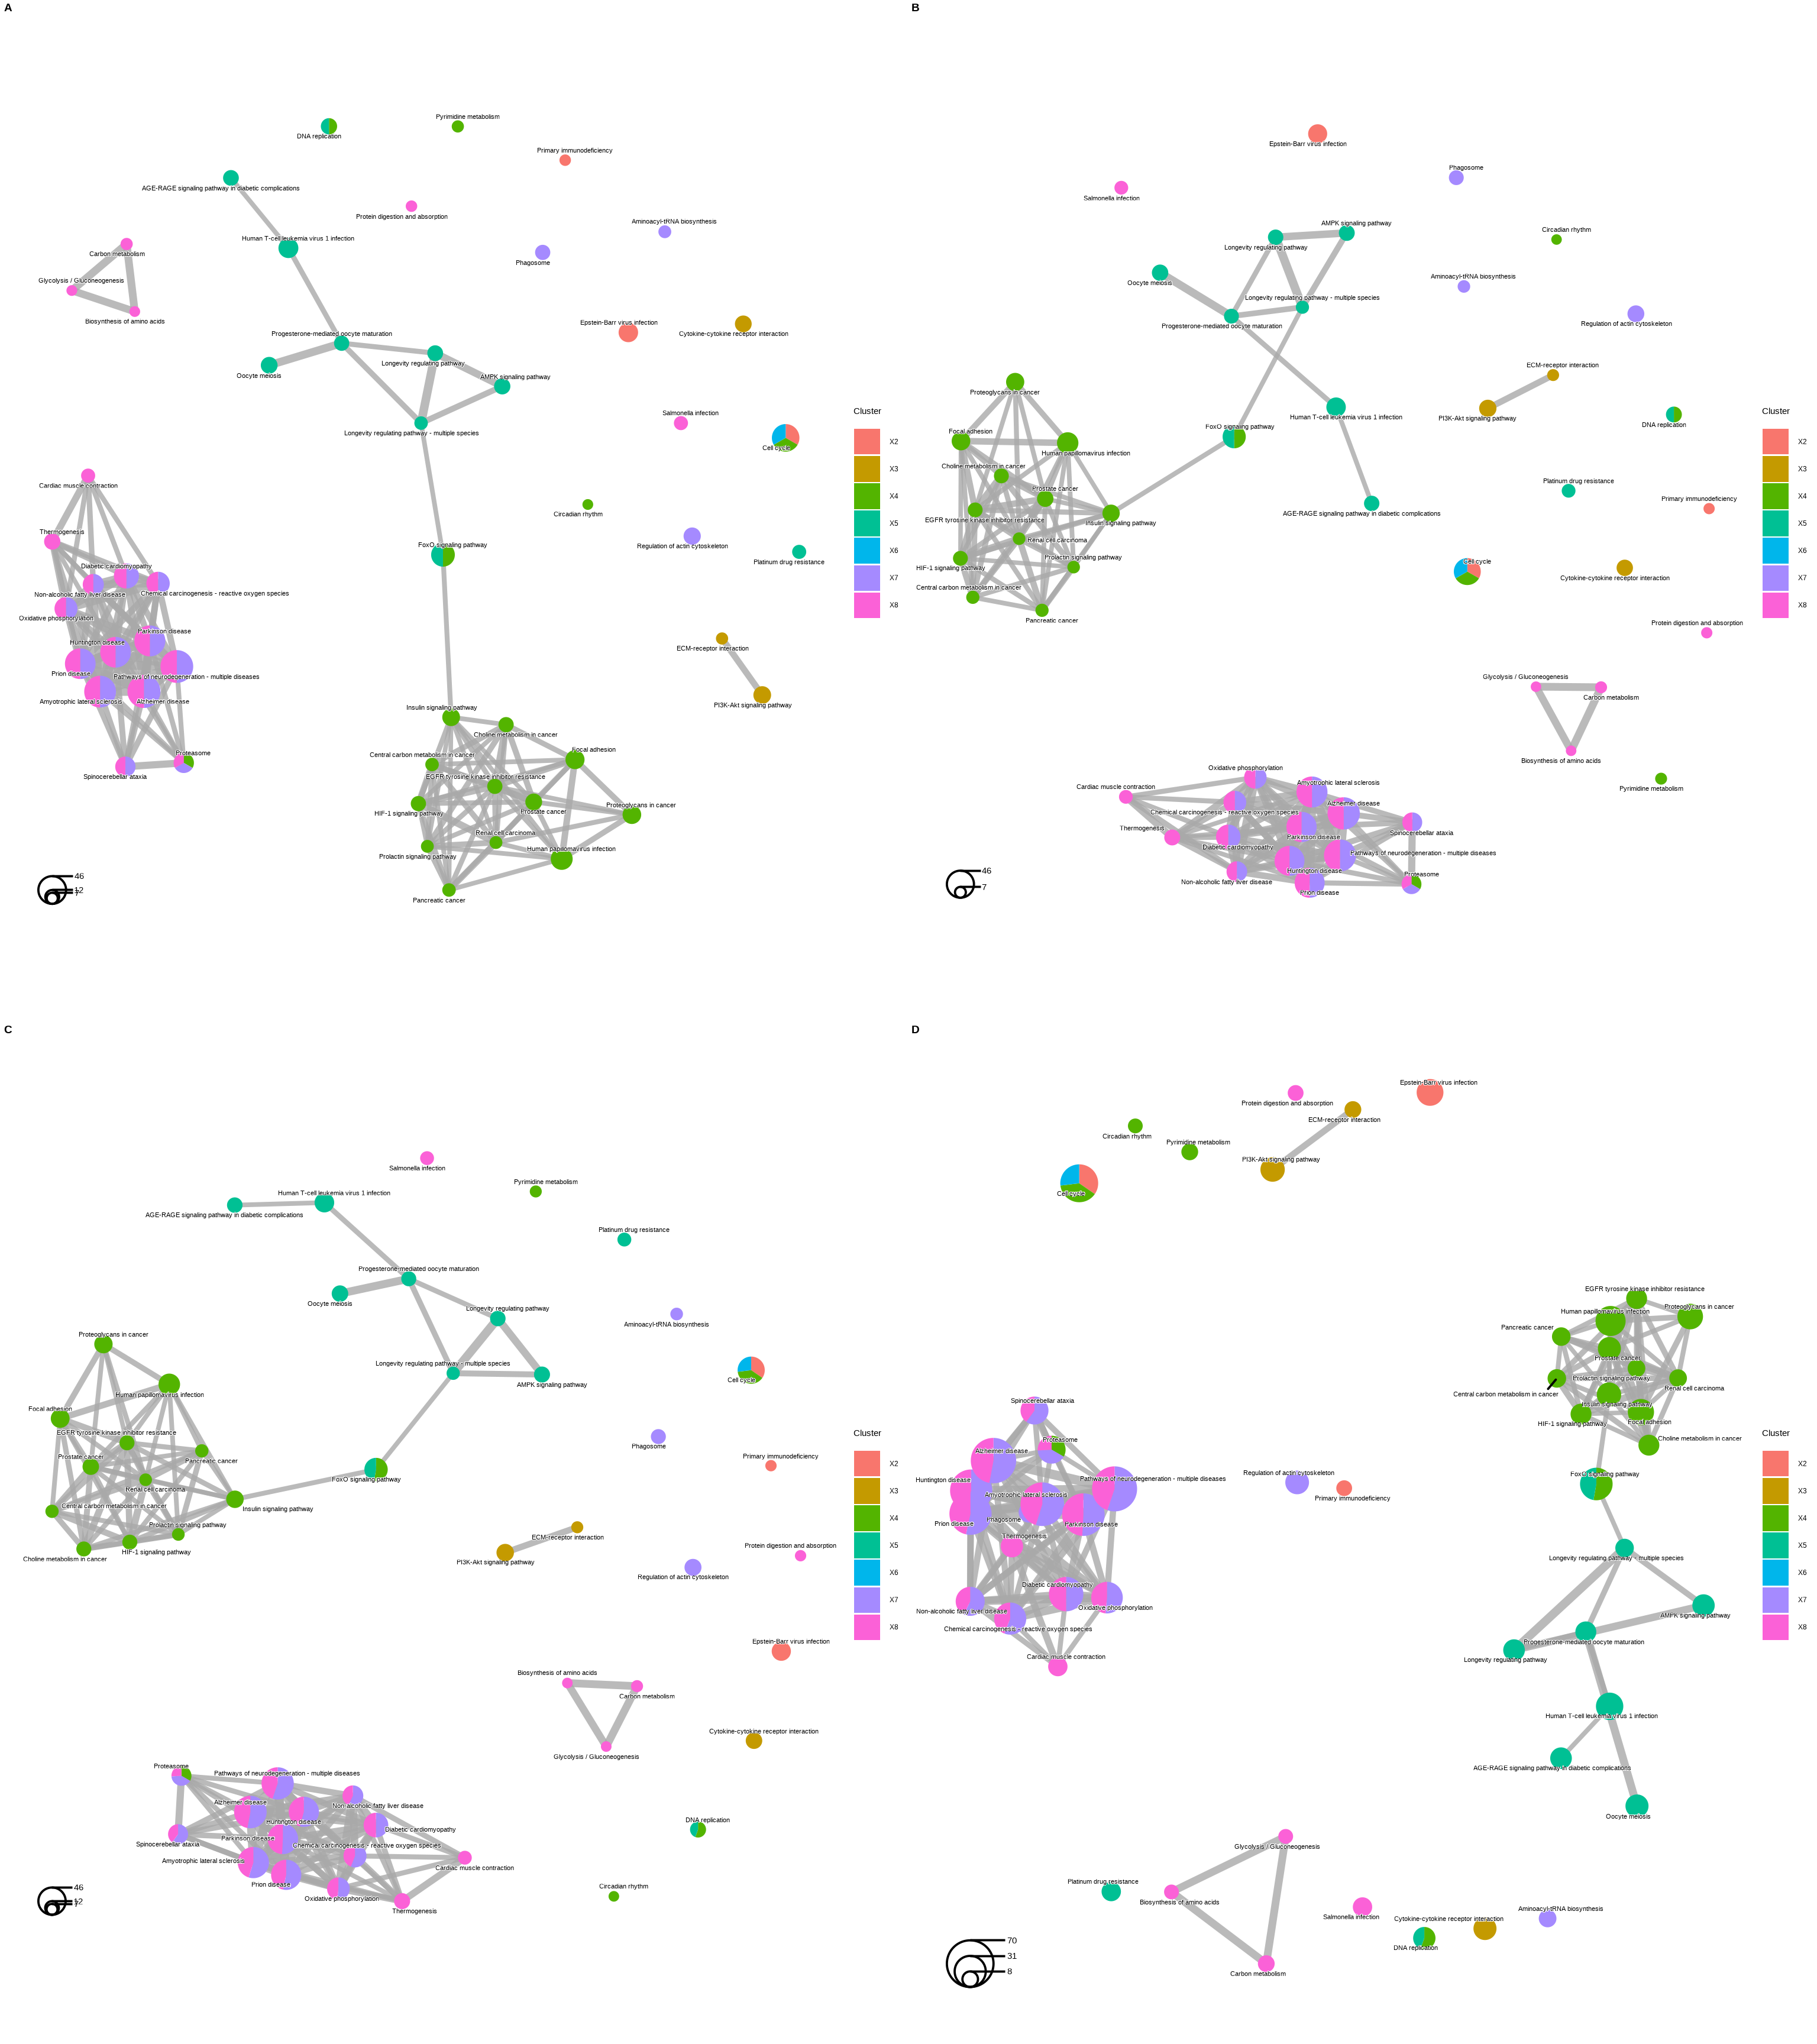 A
DNA replication
Pyrimidine metabolism
Primary immunodeficiency
AGE-RAGE signaling pathway in diabetic complications
Protein digestion and absorption
Aminoacyl-tRNA biosynthesis
Human T-cell leukemia virus 1 infection
Carbon metabolism
Phagosome
Glycolysis / Gluconeogenesis
Biosynthesis of amino acids
Epstein-Barr virus infection
Cytokine-cytokine receptor interaction
Progesterone-mediated oocyte maturation
Longevity regulating pathway
Oocyte meiosis
AMPK signaling pathway
Salmonella infection
Longevity regulating pathway - multiple species
Cell cycle
Cardiac muscle contraction
Circadian rhythm
Thermogenesis
FoxO signaling pathway
Regulation of actin cytoskeleton
Platinum drug resistance
Diabetic cardiomyopathy
Non-alcoholic fatty liver disease
Chemical carcinogenesis - reactive oxygen species
Oxidative phosphorylation
Parkinson disease
Huntington disease
ECM-receptor interaction
Prion disease
Pathways of neurodegeneration - multiple diseases
Amyotrophic lateral sclerosis
Alzheimer disease
PI3K-Akt signaling pathway
Insulin signaling pathway
Choline metabolism in cancer
Proteasome
Spinocerebellar ataxia
Central carbon metabolism in cancer
Focal adhesion
EGFR tyrosine kinase inhibitor resistance
HIF-1 signaling pathway
Prostate cancer
Proteoglycans in cancer
Renal cell carcinoma
Prolactin signaling pathway
Human papillomavirus infection
Pancreatic cancer
46
12
Cluster
X2
X3
X4
X5
X6
X7
X8
B
Epstein-Barr virus infection
Phagosome
Salmonella infection
AMPK signaling pathway
Circadian rhythm
Longevity regulating pathway
Oocyte meiosis
Aminoacyl-tRNA biosynthesis
Longevity regulating pathway - multiple species
Progesterone-mediated oocyte maturation
Regulation of actin cytoskeleton
ECM-receptor interaction
Proteoglycans in cancer
PI3K-Akt signaling pathway
Human T-cell leukemia virus 1 infection
DNA replication
FoxO signaling pathway
Focal adhesion
Human papillomavirus infection
Choline metabolism in cancer
Platinum drug resistance
Prostate cancer
Primary immunodeficiency
AGE-RAGE signaling pathway in diabetic complications
EGFR tyrosine kinase inhibitor resistance
Insulin signaling pathway
Renal cell carcinoma
Prolactin signaling pathway
HIF-1 signaling pathway
Cell cycle
Cytokine-cytokine receptor interaction
Central carbon metabolism in cancer
Pancreatic cancer
Protein digestion and absorption
Glycolysis / Gluconeogenesis
Carbon metabolism
Biosynthesis of amino acids
Pyrimidine metabolism
Oxidative phosphorylation
Cardiac muscle contraction
Amyotrophic lateral sclerosis
Alzheimer disease
Chemical carcinogenesis - reactive oxygen species
Thermogenesis
Parkinson disease
Spinocerebellar ataxia
Diabetic cardiomyopathy
Pathways of neurodegeneration - multiple diseases
Huntington disease
Proteasome
Non-alcoholic fatty liver disease
Prion disease
46
7
Cluster
X2
X3
X4
X5
X6
X7
X8
C
Salmonella infection
Pyrimidine metabolism
Human T-cell leukemia virus 1 infection
AGE-RAGE signaling pathway in diabetic complications
Platinum drug resistance
Progesterone-mediated oocyte maturation
Oocyte meiosis
Longevity regulating pathway
Aminoacyl-tRNA biosynthesis
Proteoglycans in cancer
Longevity regulating pathway - multiple species
AMPK signaling pathway
Cell cycle
Human papillomavirus infection
Focal adhesion
EGFR tyrosine kinase inhibitor resistance
Phagosome
Prostate cancer
Pancreatic cancer
Primary immunodeficiency
FoxO signaling pathway
Renal cell carcinoma
Central carbon metabolism in cancer
Insulin signaling pathway
Prolactin signaling pathway
HIF-1 signaling pathway
Choline metabolism in cancer
ECM-receptor interaction
PI3K-Akt signaling pathway
Protein digestion and absorption
Regulation of actin cytoskeleton
Epstein-Barr virus infection
Biosynthesis of amino acids
Carbon metabolism
Cytokine-cytokine receptor interaction
Glycolysis / Gluconeogenesis
Proteasome
Pathways of neurodegeneration - multiple diseases
Alzheimer disease
Non-alcoholic fatty liver disease
Huntington disease
DNA replication
Diabetic cardiomyopathy
Parkinson disease
Spinocerebellar ataxia
Chemical carcinogenesis - reactive oxygen species
Amyotrophic lateral sclerosis
Cardiac muscle contraction
Prion disease
Circadian rhythm
Oxidative phosphorylation
Thermogenesis
46
12
Cluster
X2
X3
X4
X5
X6
X7
X8
D
Epstein-Barr virus infection
Protein digestion and absorption
ECM-receptor interaction
Circadian rhythm
Pyrimidine metabolism
PI3K-Akt signaling pathway
Cell cycle
EGFR tyrosine kinase inhibitor resistance
Proteoglycans in cancer
Human papillomavirus infection
Pancreatic cancer
Prostate cancer
Prolactin signaling pathway
Renal cell carcinoma
Central carbon metabolism in cancer
Insulin signaling pathway
HIF-1 signaling pathway
Focal adhesion
Choline metabolism in cancer
Spinocerebellar ataxia
Proteasome
Alzheimer disease
Regulation of actin cytoskeleton
FoxO signaling pathway
Huntington disease
Pathways of neurodegeneration - multiple diseases
Amyotrophic lateral sclerosis
Primary immunodeficiency
Phagosome
Prion disease
Parkinson disease
Thermogenesis
Longevity regulating pathway - multiple species
Diabetic cardiomyopathy
Oxidative phosphorylation
Non-alcoholic fatty liver disease
AMPK signaling pathway
Chemical carcinogenesis - reactive oxygen species
Progesterone-mediated oocyte maturation
Cardiac muscle contraction
Longevity regulating pathway
Human T-cell leukemia virus 1 infection
AGE-RAGE signaling pathway in diabetic complications
Oocyte meiosis
Glycolysis / Gluconeogenesis
Platinum drug resistance
Biosynthesis of amino acids
Salmonella infection
Aminoacyl-tRNA biosynthesis
Cytokine-cytokine receptor interaction
DNA replication
Carbon metabolism
70
31
8
Cluster
X2
X3
X4
X5
X6
X7
X8